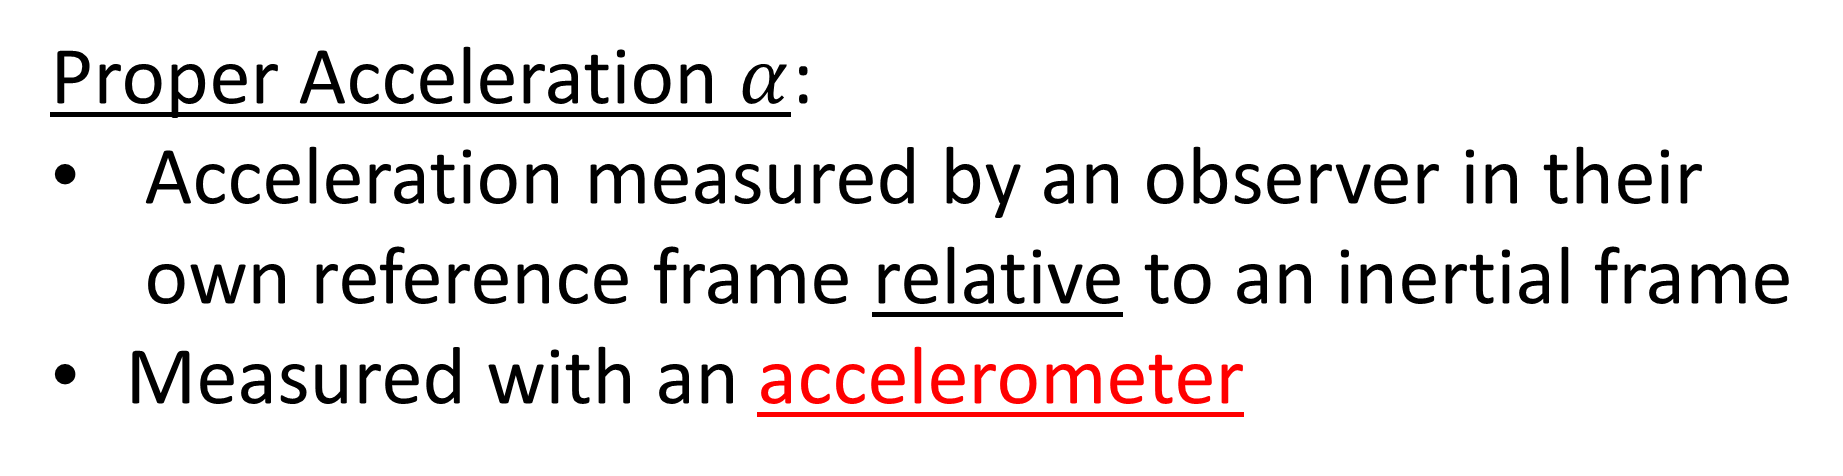 Proper Acceleration 𝛼:
• Acceleration measured by an observer in their
own reference frame relative to an inertial frame
• Measured with an accelerometer